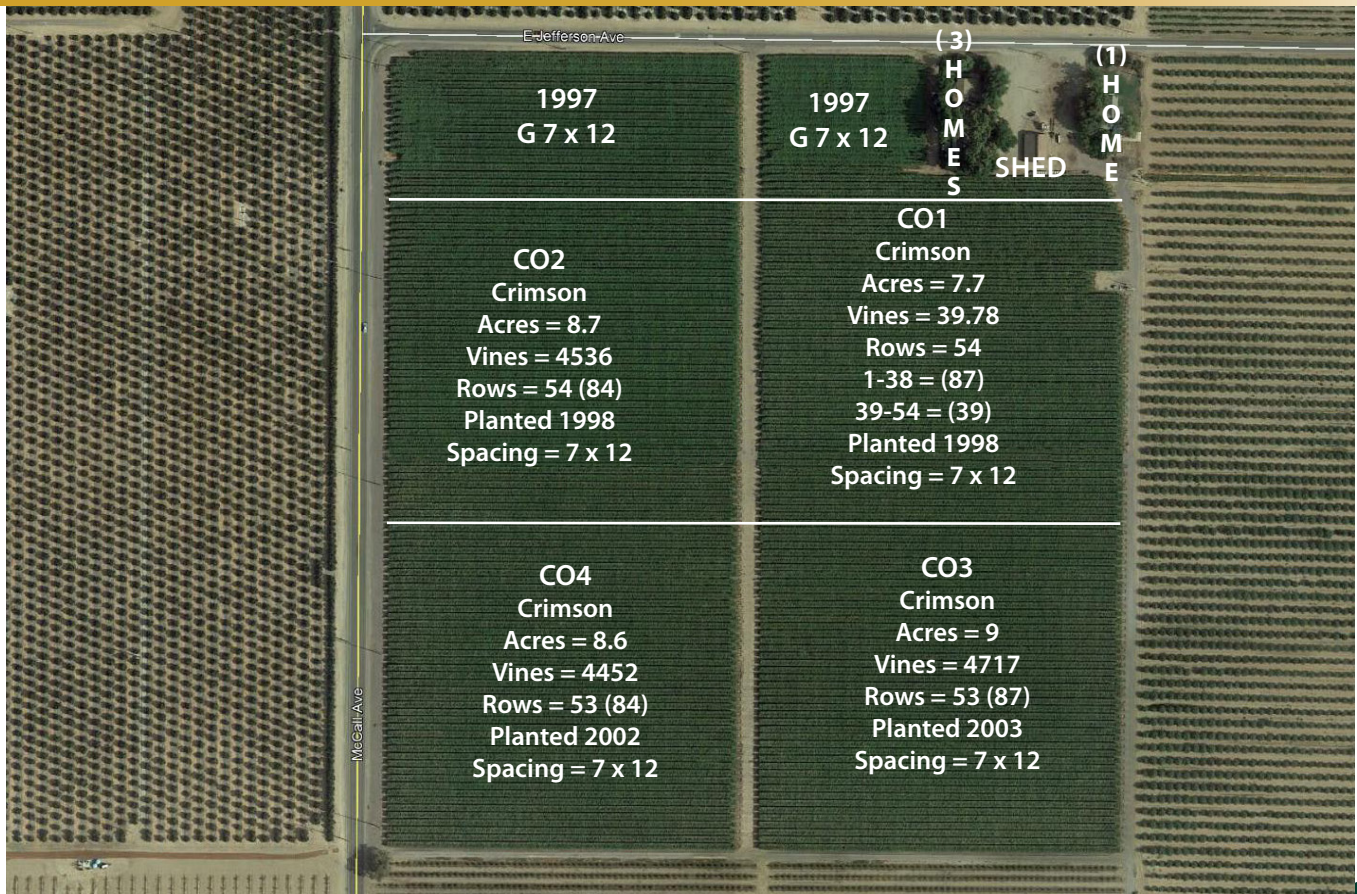 E Jefferson Ave
1997
G 7 x 12
1997
G 7 x 12
( 3 )
HOMES
SHED
(1)
HOME
CO2
Crimson
Acres = 8.7
Vines = 4536
Rows = 54 (84)
Planted 1998
Spacing = 7 x 12
CO1
Crimson
Acres = 7.7
Vines = 39.78
Rows = 54
1-38 = (87)
39-54 = (39)
Planted 1998
Spacing = 7 x 12
CO4
Crimson
Acres = 8.6
Vines = 4452
Rows = 53 (84)
Planted 2002
Spacing = 7 x 12
CO3
Crimson
Acres = 9
Vines = 4717
Rows = 53 (87)
Planted 2003
Spacing = 7 x 12
McCall Ave